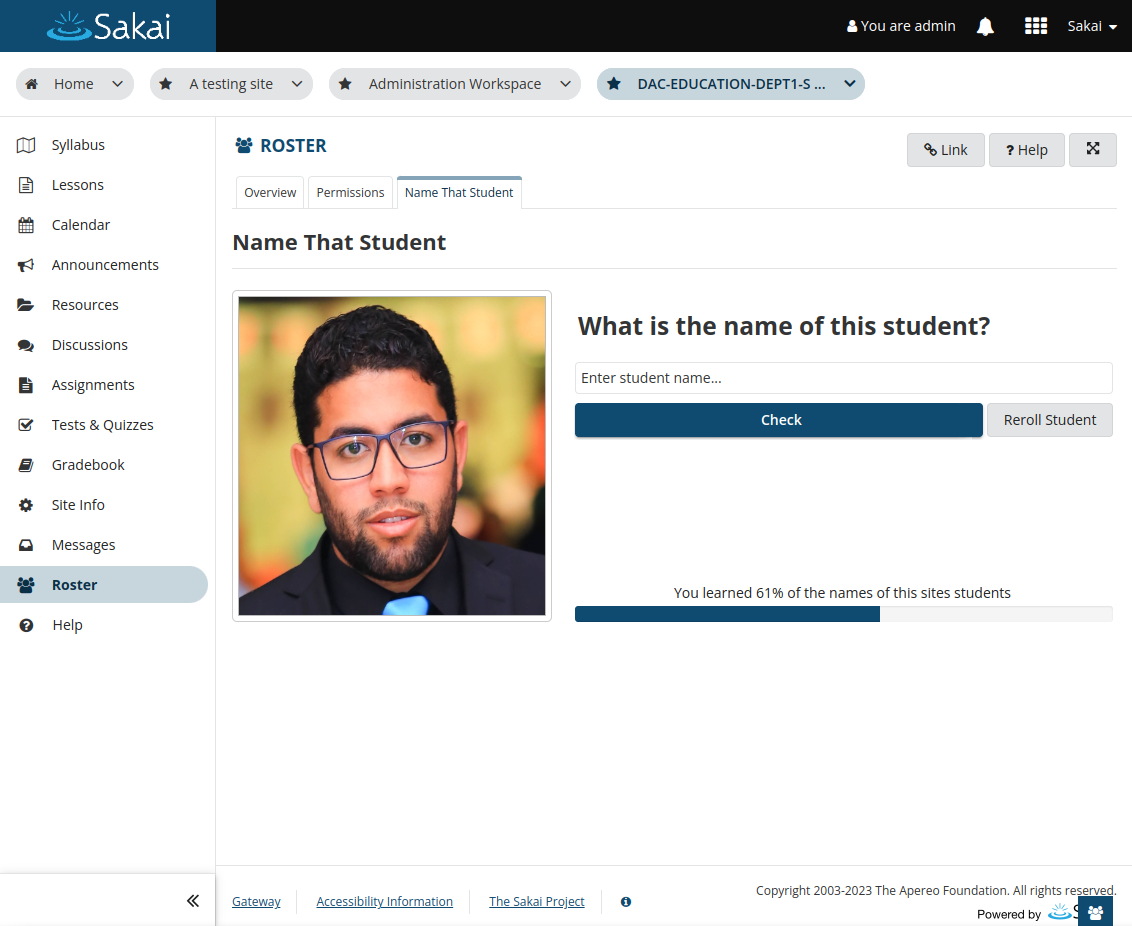 Sakai
You are admin
Sakai
Home
A testing site
Administration Workspace
DAC-EDUCATION-DEPT1-S ...
Syllabus
Lessons
Calendar
Announcements
Resources
Discussions
Assignments
Tests & Quizzes
Gradebook
Site Info
Messages
Roster
Help
ROSTER
Link
? Help
Overview
Permissions
Name That Student
Name That Student
What is the name of this student?
Enter student name...
Check
Reroll Student
You learned 61% of the names of this sites students
Gateway
Accessibility Information
The Sakai Project
Copyright 2003-2023 The Apereo Foundation. All rights reserved.
Powered by